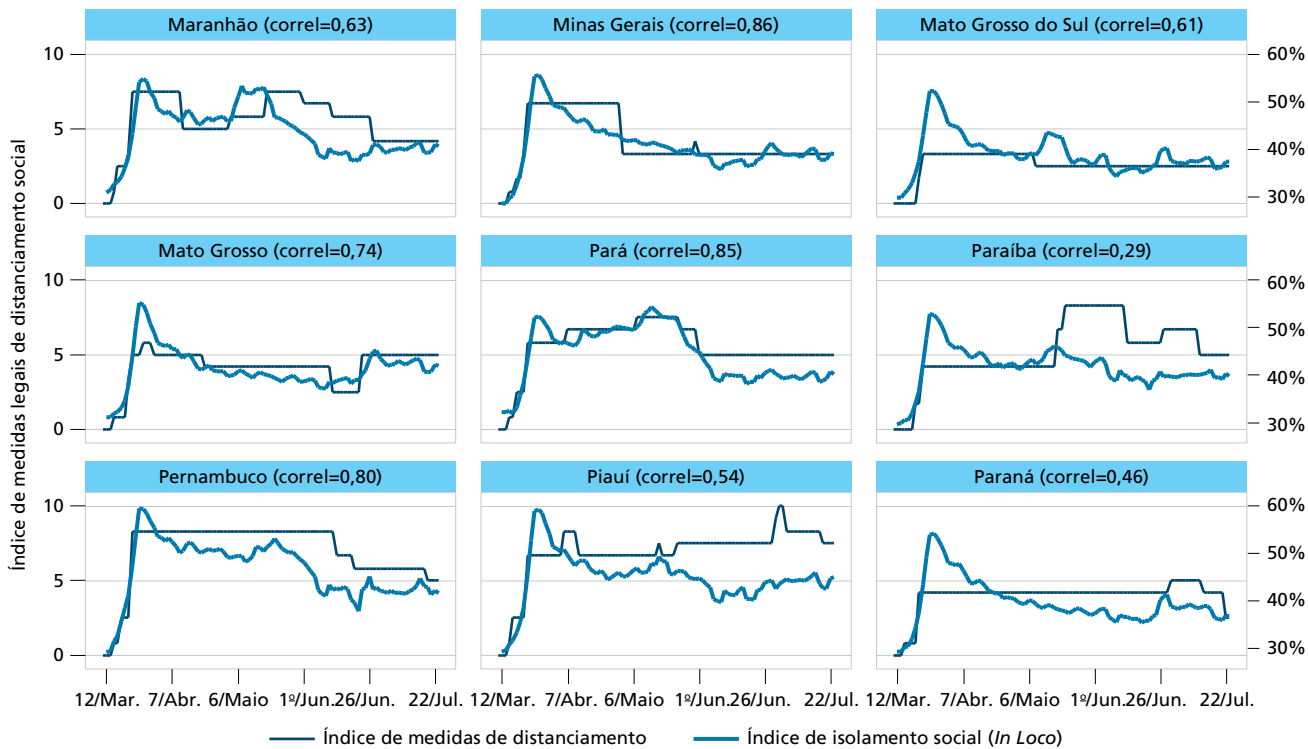 Maranhão (correl=0,63)
Minas Gerais (correl=0,86)
Mato Grosso do Sul (correl=0,61)
10
5
0
60%
50%
40%
30%
Mato Grosso (correl=0,74)
Pará (correl=0,85)
Paraíba (correl=0,29)
10
5
0
60%
50%
40%
30%
Pernambuco (correl=0,80)
Piauí (correl=0,54)
Paraná (correl=0,46)
10
5
0
60%
50%
40%
30%
Índice de medidas legais de distanciamento social
12/Mar. 7/Abr. 6/Maio 1º/Jun. 26/Jun. 22/Jul.
12/Mar. 7/Abr. 6/Maio 1º/Jun. 26/Jun. 22/Jul.
12/Mar. 7/Abr. 6/Maio 1º/Jun. 26/Jun. 22/Jul.
Índice de medidas de distanciamento
Índice de isolamento social (In Loco)